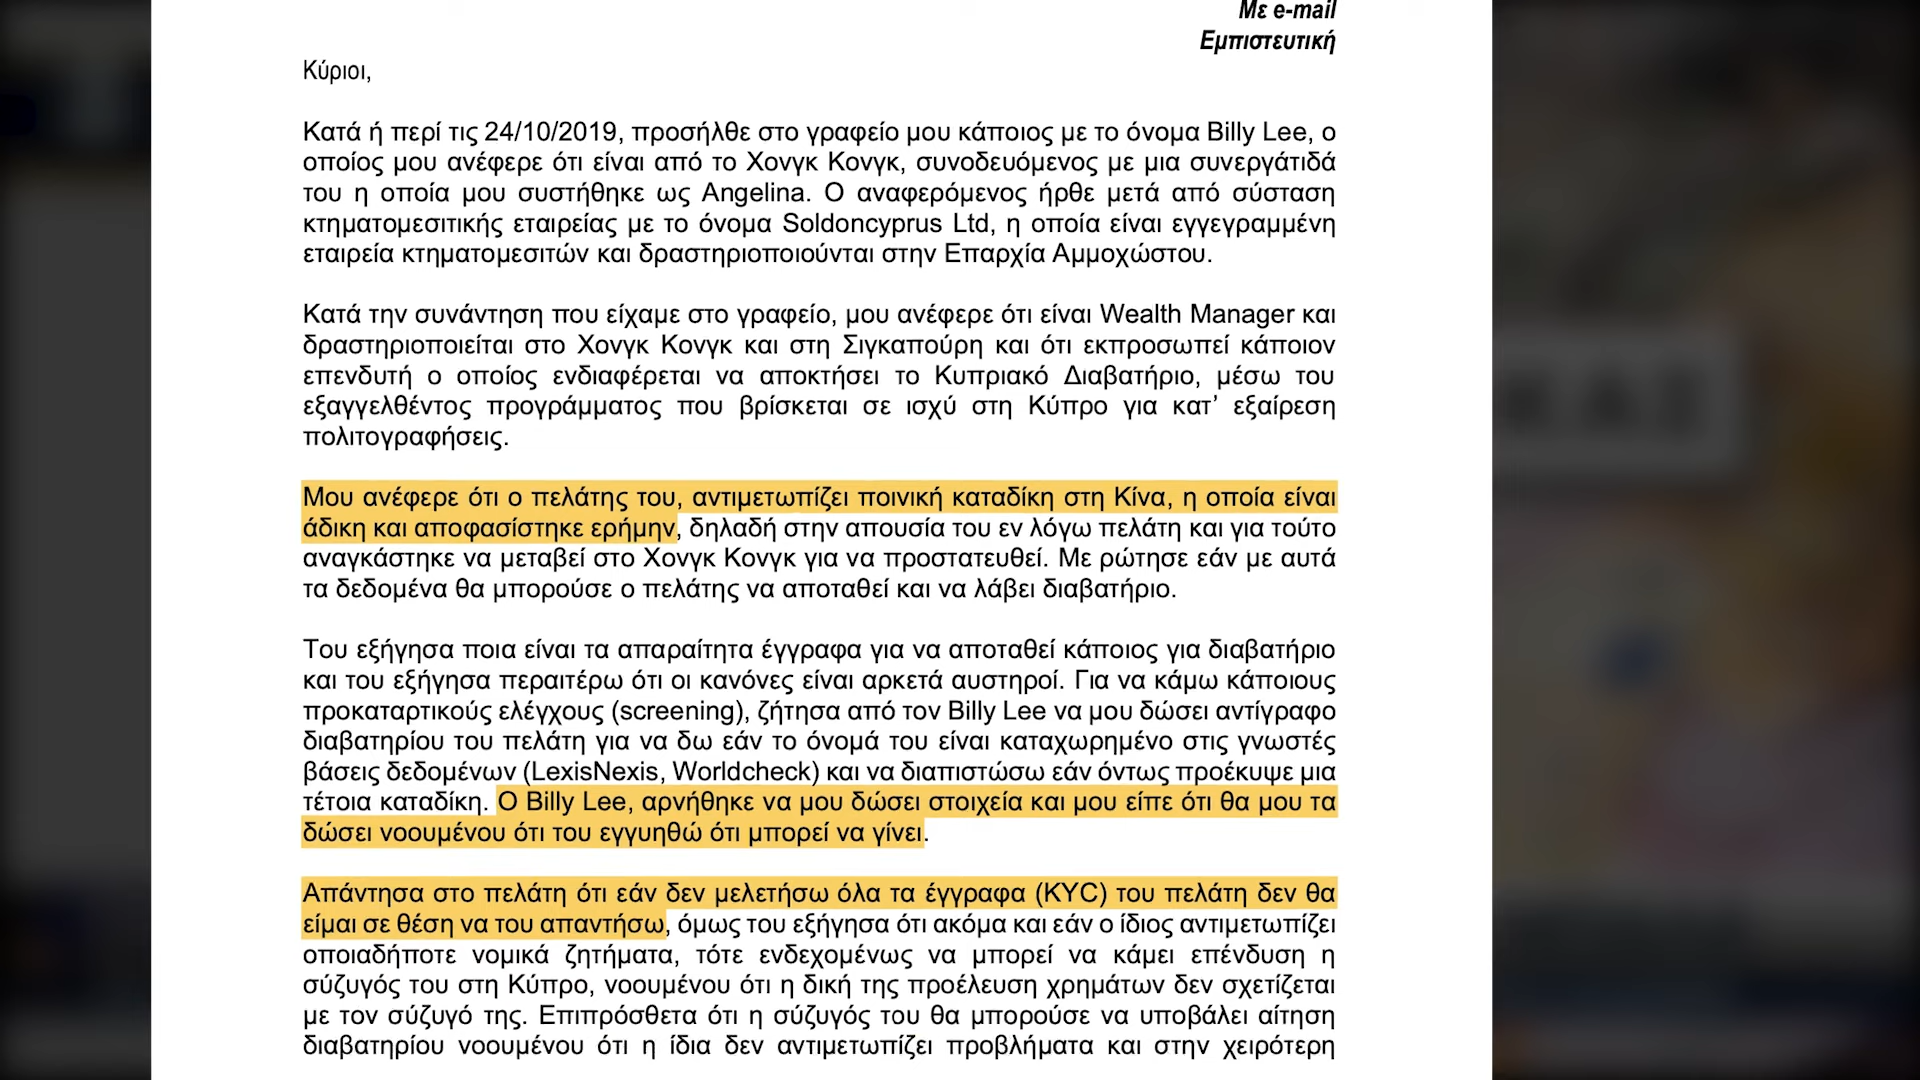 Με e-mail
Εμπιστευτική
Κύριοι,
Κατά ή περί τις 24/10/2019, προσήλθε στο γραφείο μου κάποιος με το όνομα Billy Lee, ο
οποίος μου ανέφερε ότι είναι από το Χονγκ Κονγκ, συνοδευόμενος με μια συνεργάτιδά
του η οποία μου συστήθηκε ως Angelina. Ο αναφερόμενος ήρθε μετά από σύσταση
κτηματομεσιτικής εταιρείας με το όνομα Soldoncyprus Ltd, η οποία είναι εγγεγραμμένη
εταιρεία κτηματομεσιτών και δραστηριοποιούνται στην Επαρχία Αμμοχώστου.
Κατά την συνάντηση που είχαμε στο γραφείο, μου ανέφερε ότι είναι Wealth Manager και
δραστηριοποιείται στο Χονγκ Κονγκ και στη Σιγκαπούρη και ότι εκπροσωπεί κάποιον
επενδυτή ο οποίος ενδιαφέρεται να αποκτήσει το Κυπριακό Διαβατήριο, μέσω του
εξαγγελθέντος προγράμματος που βρίσκεται σε ισχύ στη Κύπρο για κατ’ εξαίρεση
πολιτογραφήσεις.
Μου ανέφερε ότι ο πελάτης του, αντιμετωπίζει ποινική καταδίκη στη Κίνα, η οποία είναι
άδικη και αποφασίστηκε ερήμην, δηλαδή στην απουσία του εν λόγω πελάτη και για τούτο
αναγκάστηκε να μεταβεί στο Χονγκ Κονγκ για να προστατευθεί. Με ρώτησε εάν με αυτά
τα δεδομένα θα μπορούσε ο πελάτης να αποταθεί και να λάβει διαβατήριο.
Του εξήγησα ποια είναι τα απαραίτητα έγγραφα για να αποταθεί κάποιος για διαβατήριο
και του εξήγησα περαιτέρω ότι οι κανόνες είναι αρκετά αυστηροί. Για να κάμω κάποιους
προκαταρτικούς ελέγχους (screening), ζήτησα από τον Billy Lee να μου δώσει αντίγραφο
διαβατηρίου του πελάτη για να δω εάν το όνομά του είναι καταχωρημένο στις γνωστές
βάσεις δεδομένων (LexisNexis, Worldcheck) και να διαπιστώσω εάν όντως προέκυψε μια
τέτοια καταδίκη. Ο Billy Lee, αρνήθηκε να μου δώσει στοιχεία και μου είπε ότι θα μου τα
δώσει νοουμένου ότι του εγγυηθώ ότι μπορεί να γίνει.
Απάντησα στο πελάτη ότι εάν δεν μελετήσω όλα τα έγγραφα (KYC) του πελάτη δεν θα
είμαι σε θέση να του απαντήσω, όμως του εξήγησα ότι ακόμα και εάν ο ίδιος αντιμετωπίζει
οποιαδήποτε νομικά ζητήματα, τότε ενδεχομένως να μπορεί να κάμει επένδυση η
σύζυγός του στη Κύπρο, νοουμένου ότι η δική της προέλευση χρημάτων δεν σχετίζεται
με τον σύζυγό της. Επιπρόσθετα ότι η σύζυγός του θα μπορούσε να υποβάλει αίτηση
διαβατηρίου νοουμένου ότι η ίδια δεν αντιμετωπίζει προβλήματα και στην χειρότερη